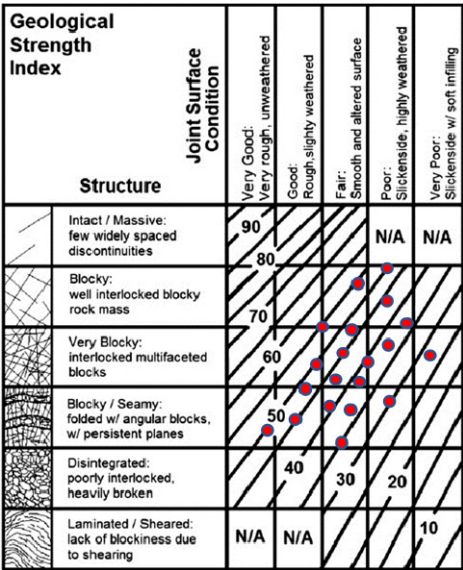 Geological
Strength
Index
Joint Surface
Condition
Structure
Very Good:
Very rough, unweathered
Good:
Rough,slighty weathered
Fair:
Smooth and altered surface
Poor:
Slickenside, highly weathered
Very Poor:
Slickenside w/ soft infilling
Intact / Massive:
few widely spaced
discontinuities
90
80
N/A
N/A
Blocky:
well interlocked blocky
rock mass
70
Very Blocky:
interlocked multifaceted
blocks
60
Blocky / Seamy:
folded w/ angular blocks,
w/ persistent planes
50
Disintegrated:
poorly interlocked,
heavily broken
40
30
20
Laminated / Sheared:
lack of blockiness due
to shearing
N/A
N/A
10